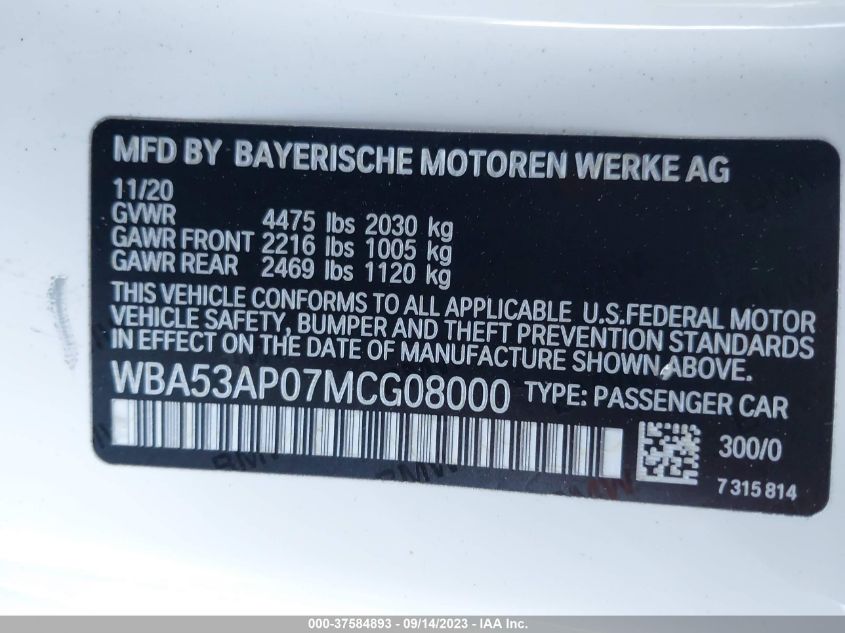 MFD BY BAYERISCHE MOTOREN WERKE AG
11/20
GVWR 4475 lbs 2030 kg
GAWR FRONT 2216 lbs 1005 kg
GAWR REAR 2469 lbs 1120 kg
THIS VEHICLE CONFORMS TO ALL APPLICABLE U.S.FEDERAL MOTOR
VEHICLE SAFETY, BUMPER AND THEFT PREVENTION STANDARDS
IN EFFECT ON THE DATE OF MANUFACTURE SHOWN ABOVE.
WBA53AP07MCG08000 TYPE: PASSENGER CAR
300/0
7 315 814
000-37584893 - 09/14/2023 - IAA Inc.